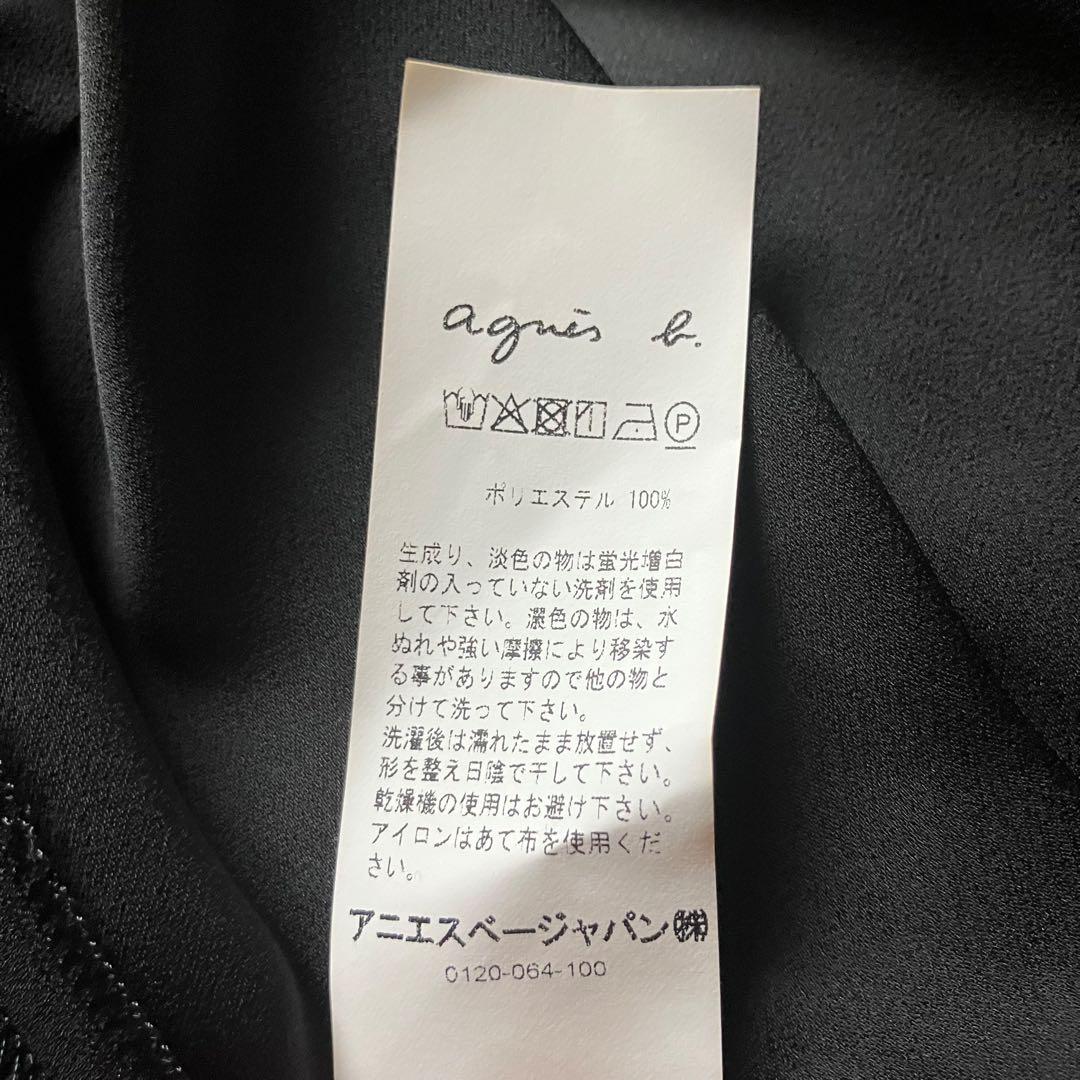 agnès b.
P
ポリエステル 100%
生成り、淡色の物は蛍光増白
剤の入っていない洗剤を使用
して下さい。濃色の物は、水
ぬれや強い摩擦により移染す
る事がありますので他の物と
分けて洗って下さい。
洗濯後は濡れたまま放置せず、
形を整え日陰で干して下さい。
乾燥機の使用はお避け下さい。
アイロンはあて布を使用くだ
さい。
アニエスベージャパン㈱
0120-064-100